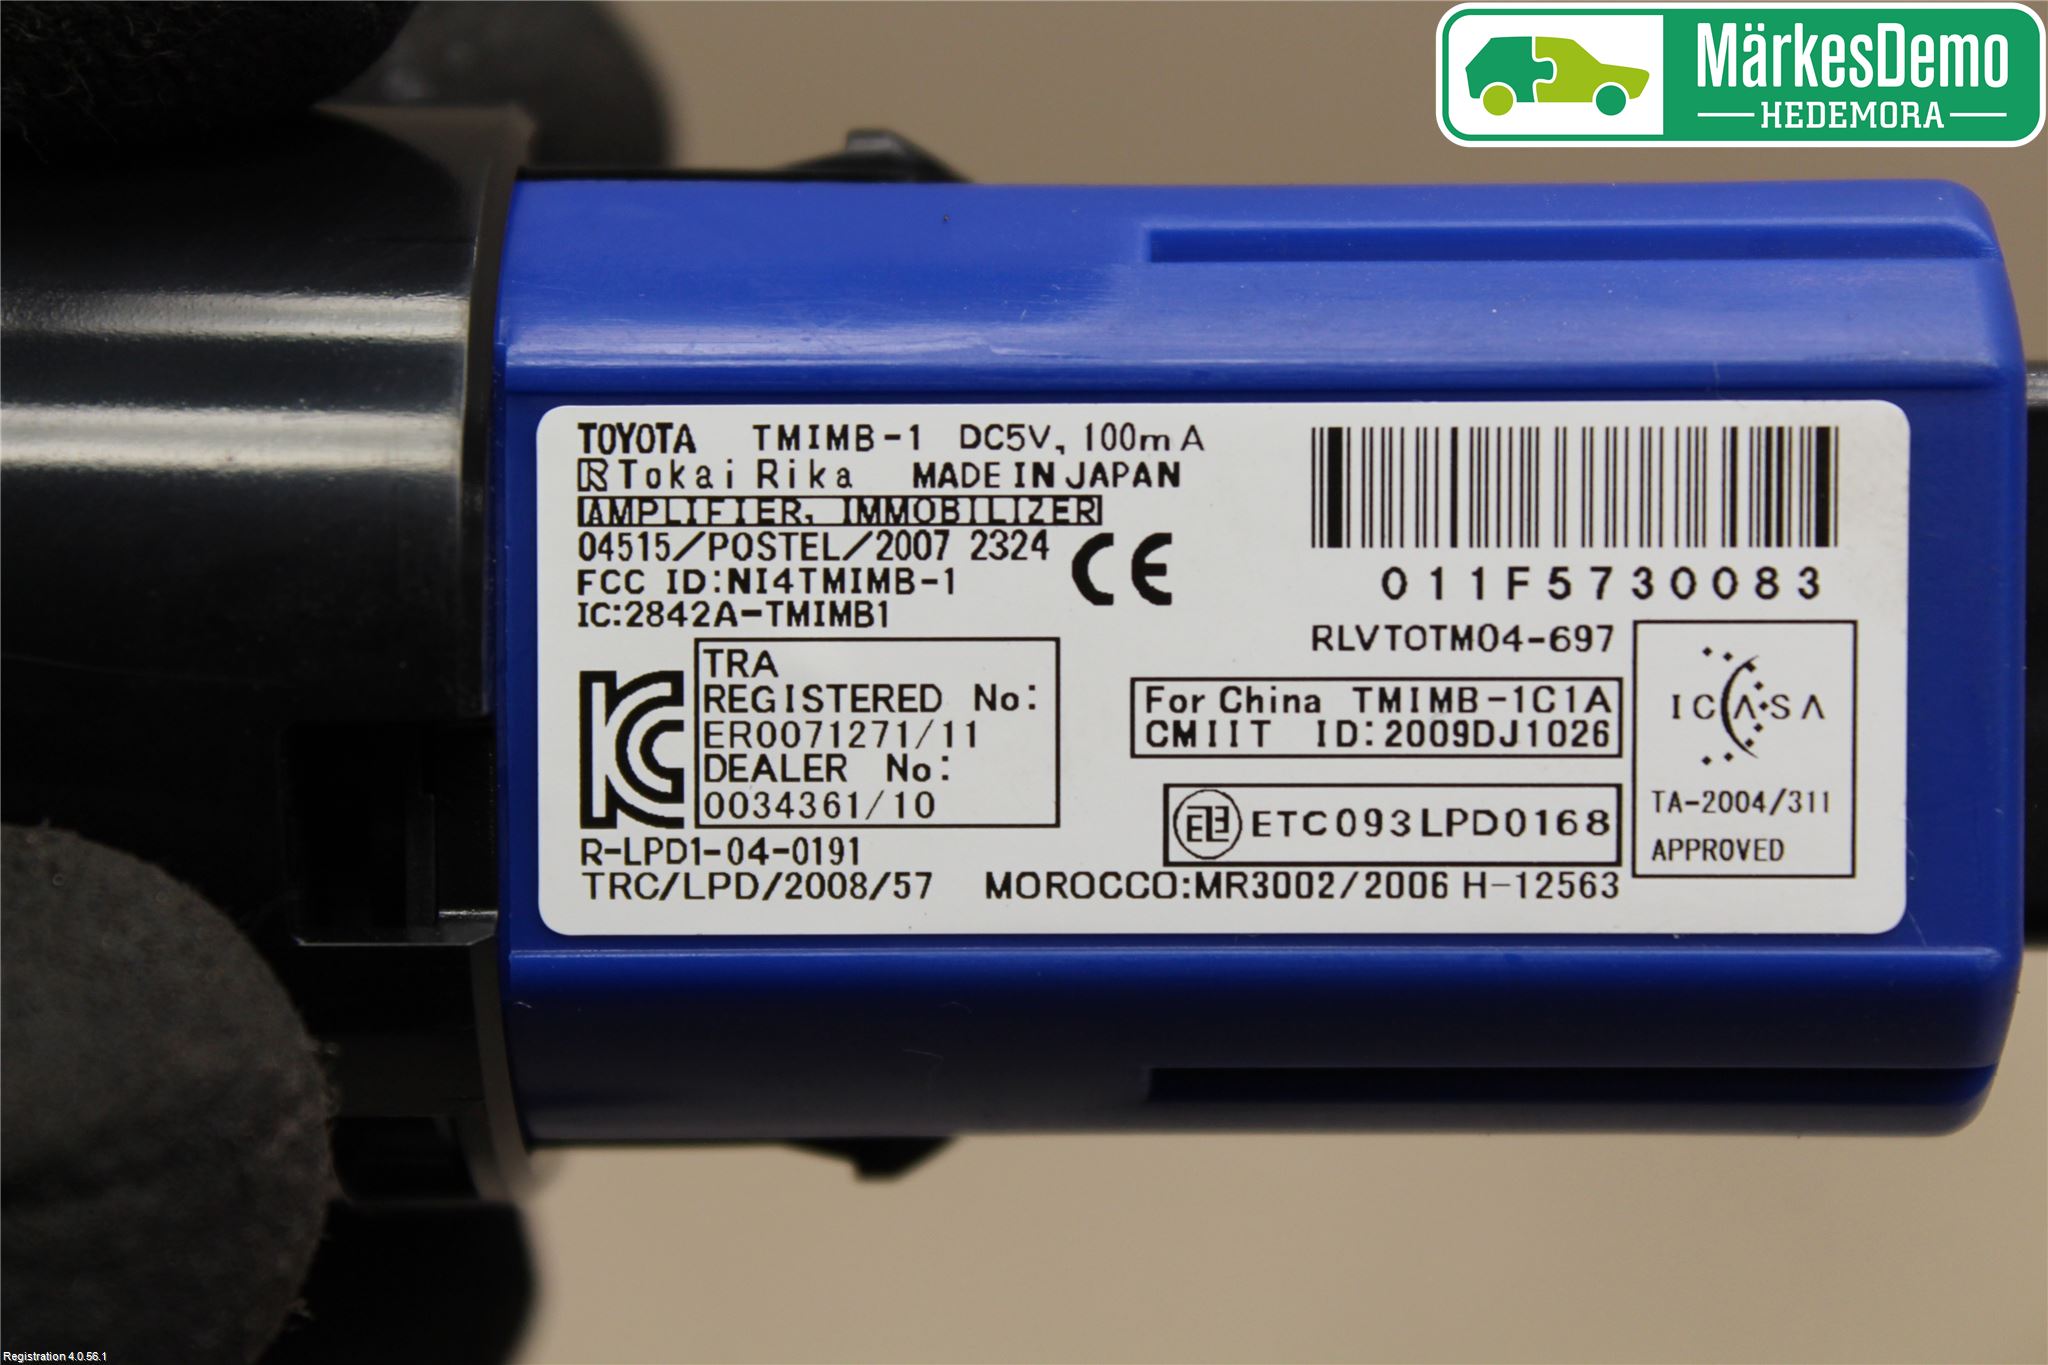 MärkesDemo
HEDEMORA
TOYOTA TMIMB-1 DC5V, 100mA
R Tokai Rika MADE IN JAPAN
AMPLIFIER, IMMOBILIZER
04515/POSTEL/2007 2324
CE
FCC ID:NI4TMIMB-1
IC:2842A-TMIMB1
011F5730083
RLVTOTM04-697
KC
TRA
REGISTERED No:
ER0071271/11
DEALER No:
0034361/10
For China TMIMB-1C1A
CMIIT ID:2009DJ1026
ICASA
TA-2004/311
APPROVED
ETC093LPD0168
R-LPD1-04-0191
TRC/LPD/2008/57 MOROCCO:MR3002/2006 H-12563
Registration 4.0.56.1